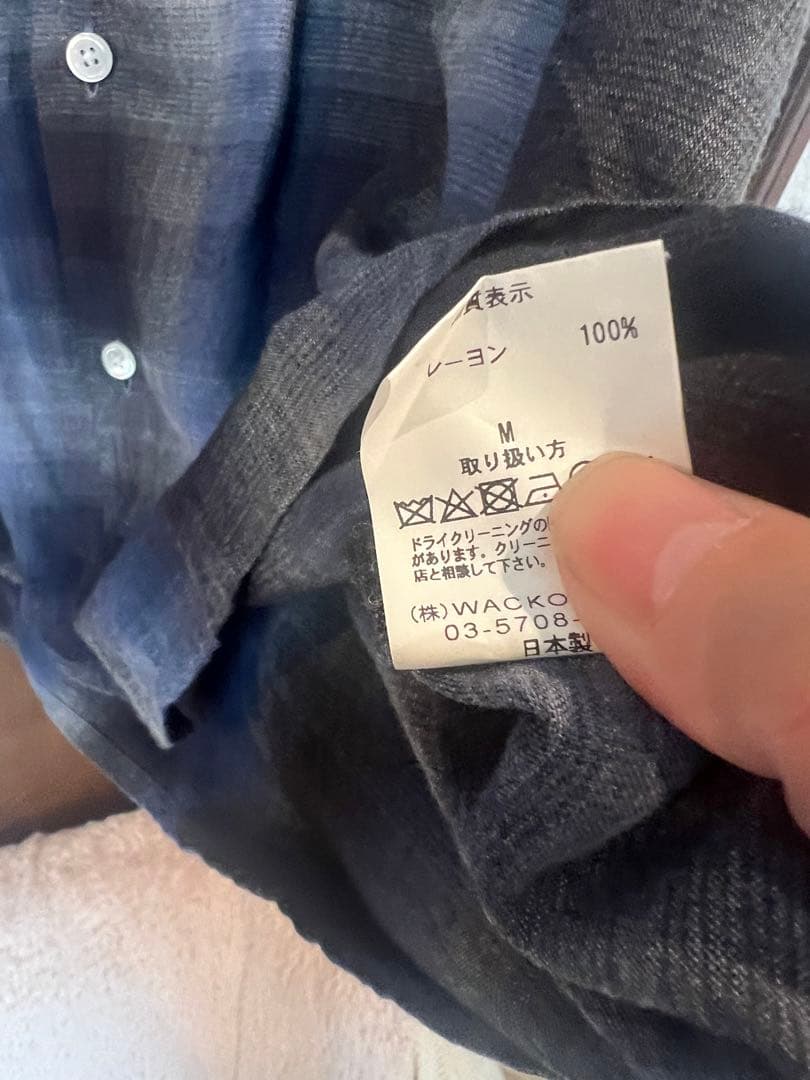 質表示
レーヨン 100%
M
取り扱い方
ドライクリーニングの
があります。クリーニ
店と相談して下さい。
(株)WACKO
03-5708-
日本製